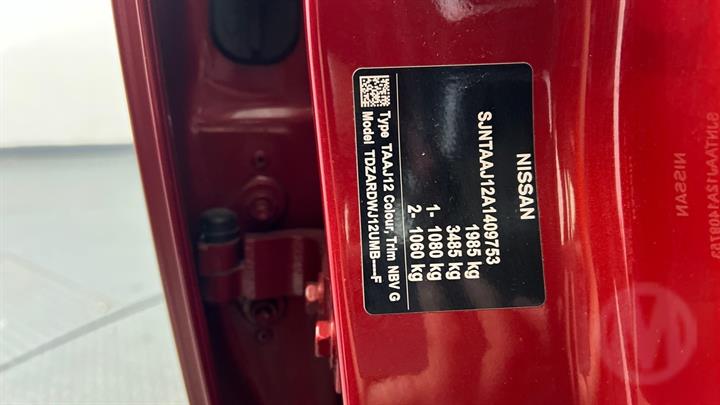 NISSAN
SJNTAAJ12A1409753
1985 kg
3485 kg
1- 1080 kg
2- 1060 kg
Type TAAJ12 Colour, Trim NBV G
Model TDZARDWJ12UMB-----F